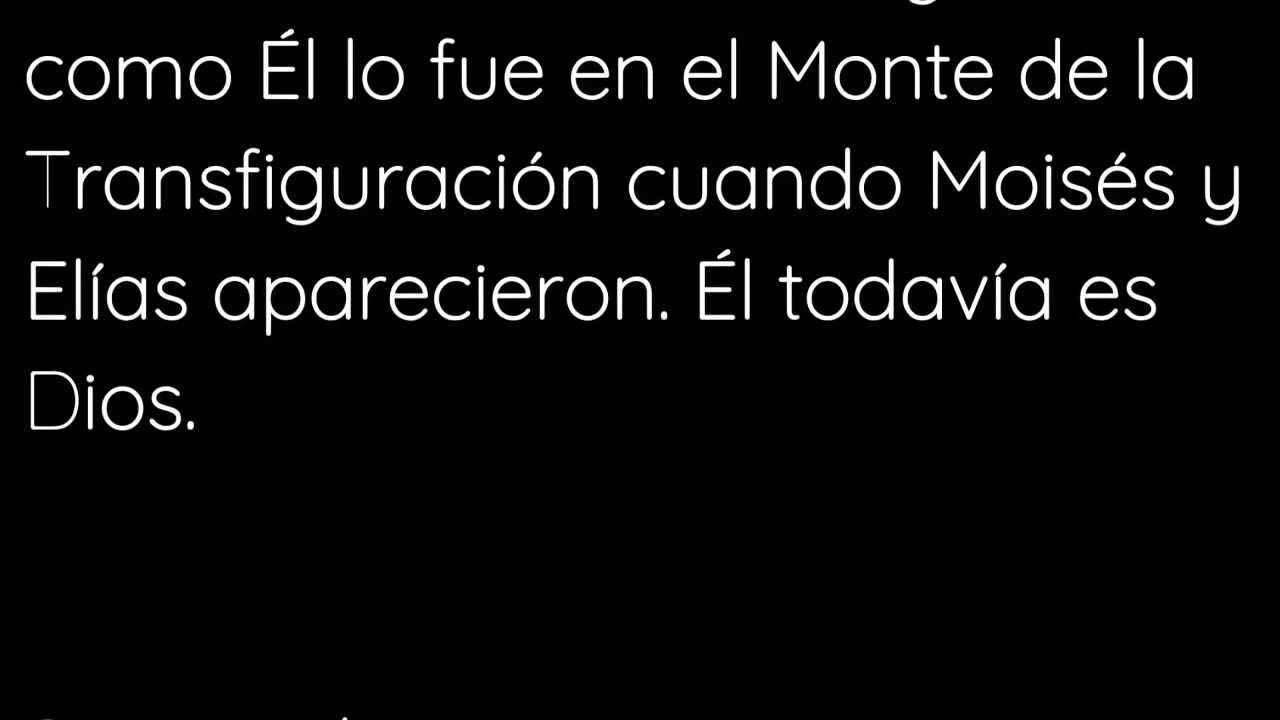 como Él lo fue en el Monte de la
Transfiguración cuando Moisés y
Elías aparecieron. Él todavía es
Dios.